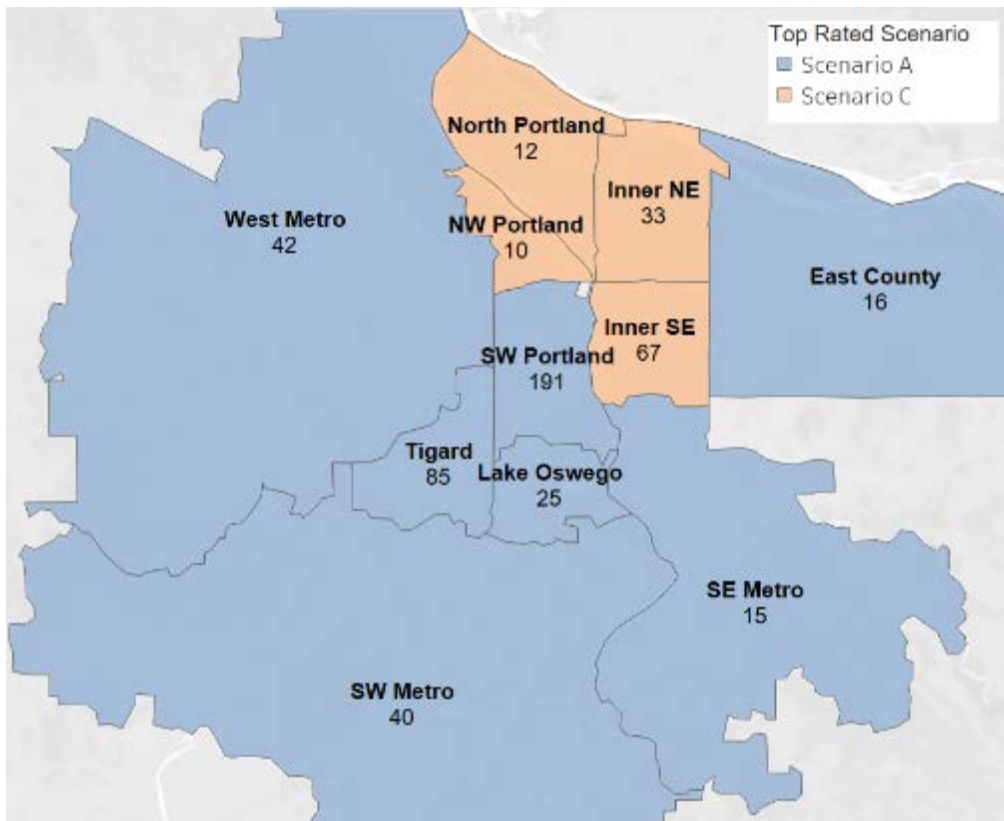 Top Rated Scenario
Scenario A
Scenario C
North Portland
12
Inner NE
33
West Metro
42
NW Portland
10
East County
16
Inner SE
67
SW Portland
191
Tigard
85
Lake Oswego
25
SE Metro
15
SW Metro
40